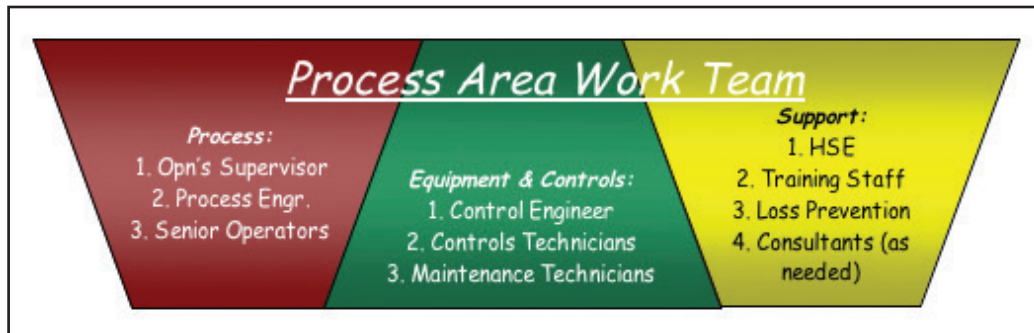 Process Area Work Team
Process:
1. Opn's Supervisor
2. Process Engr.
3. Senior Operators
Equipment & Controls:
1. Control Engineer
2. Controls Technicians
3. Maintenance Technicians
Support:
1. HSE
2. Training Staff
3. Loss Prevention
4. Consultants (as
needed)